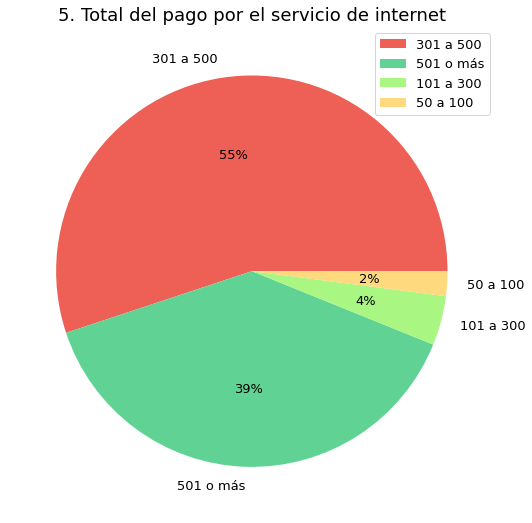 5. Total del pago por el servicio de internet
301 a 500
501 o más
101 a 300
50 a 100
301 a 500
55%
2%
50 a 100
4%
101 a 300
39%
501 o más